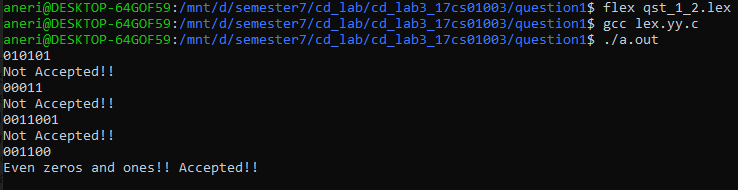 aneri@DESKTOP-64GOF59:/mnt/d/semester7/cd_lab/cd_lab3_17cs01003/question1$ flex qst_1_2.lex
aneri@DESKTOP-64GOF59:/mnt/d/semester7/cd_lab/cd_lab3_17cs01003/question1$ gcc lex.yy.c
aneri@DESKTOP-64GOF59:/mnt/d/semester7/cd_lab/cd_lab3_17cs01003/question1$ ./a.out
010101
Not Accepted!!
00011
Not Accepted!!
0011001
Not Accepted!!
001100
Even zeros and ones!! Accepted!!